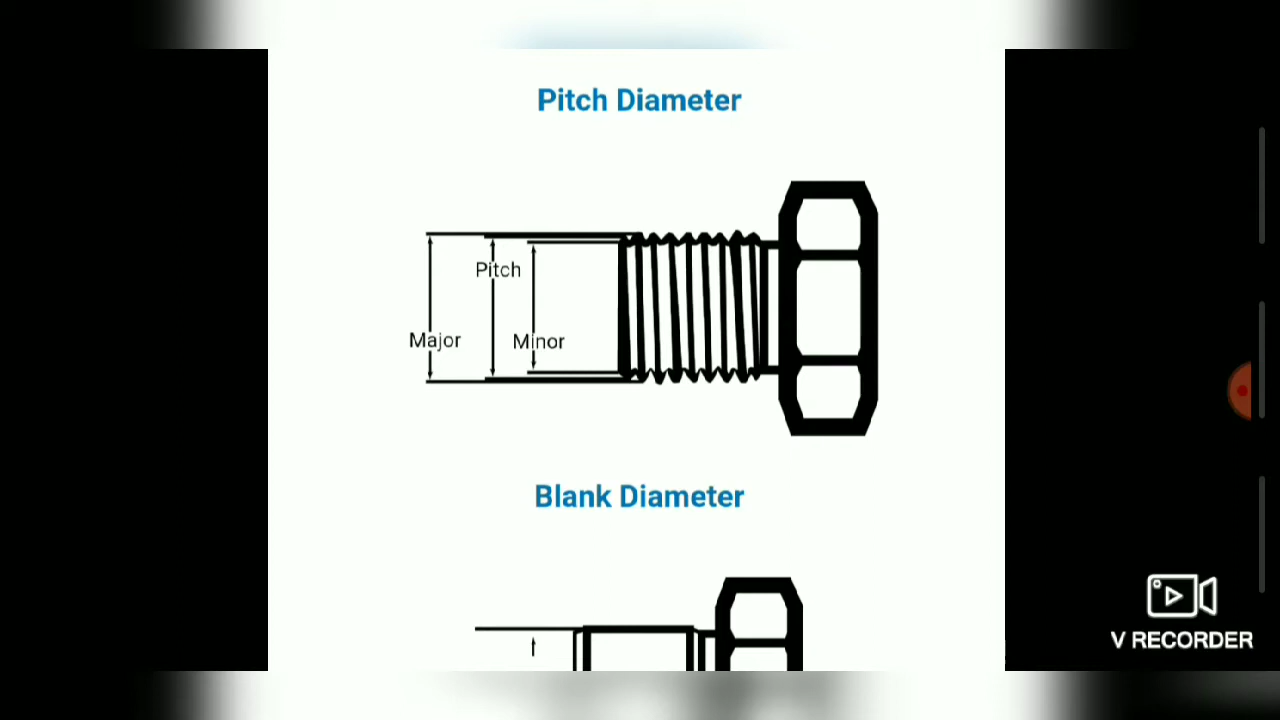 Pitch Diameter
Pitch
Major
Minor
Blank Diameter
V RECORDER